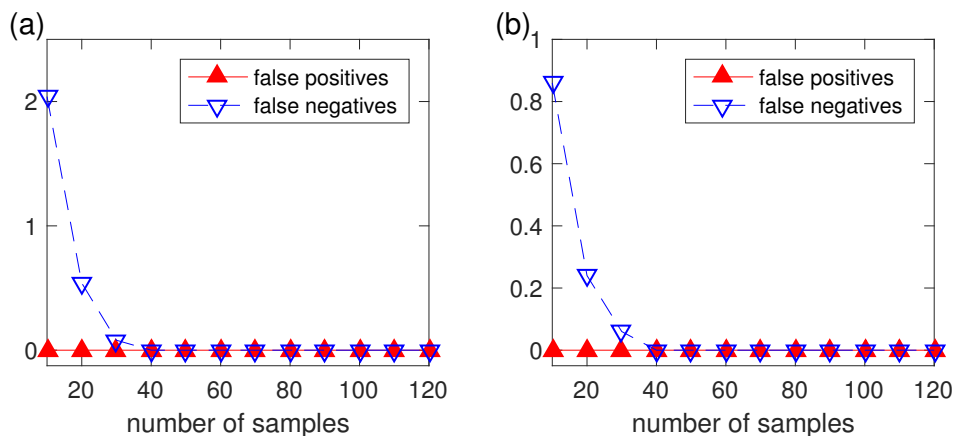 (a)
false positives
false negatives
2
1
0
20 40 60 80 100 120
number of samples
(b)
false positives
false negatives
1
0.8
0.6
0.4
0.2
0
20 40 60 80 100 120
number of samples